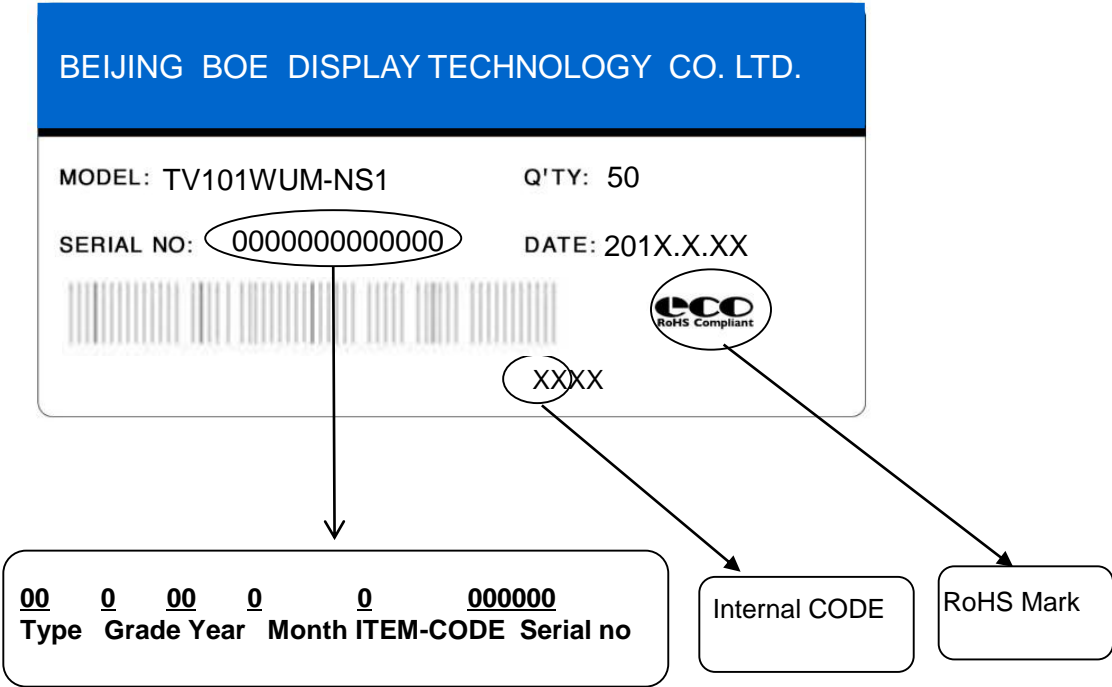 BEIJING BOE DISPLAY TECHNOLOGY CO. LTD.
MODEL: TV101WUM-NS1 Q'TY: 50
SERIAL NO: 0000000000000 DATE: 201X.X.XX
eco
RoHS Compliant
XXXX
00 0 00 0 0 000000
Type Grade Year Month ITEM-CODE Serial no
Internal CODE
RoHS Mark